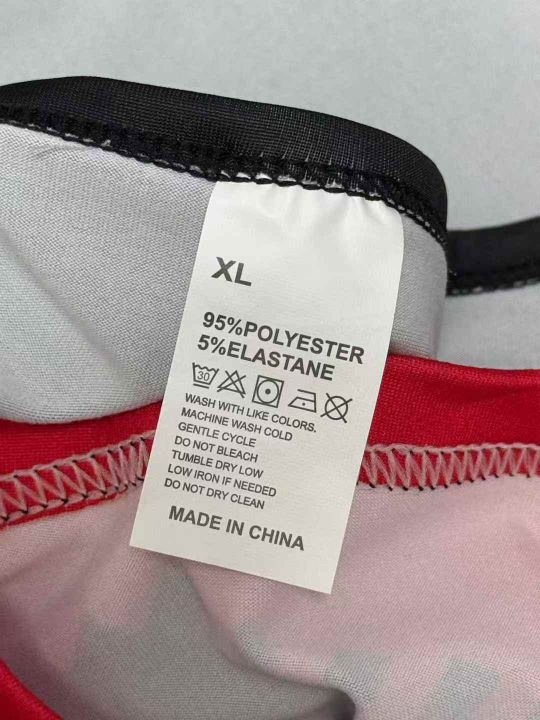 XL
95%POLYESTER
5%ELASTANE
30
WASH WITH LIKE COLORS.
MACHINE WASH COLD
GENTLE CYCLE
DO NOT BLEACH
TUMBLE DRY LOW
LOW IRON IF NEEDED
DO NOT DRY CLEAN
MADE IN CHINA